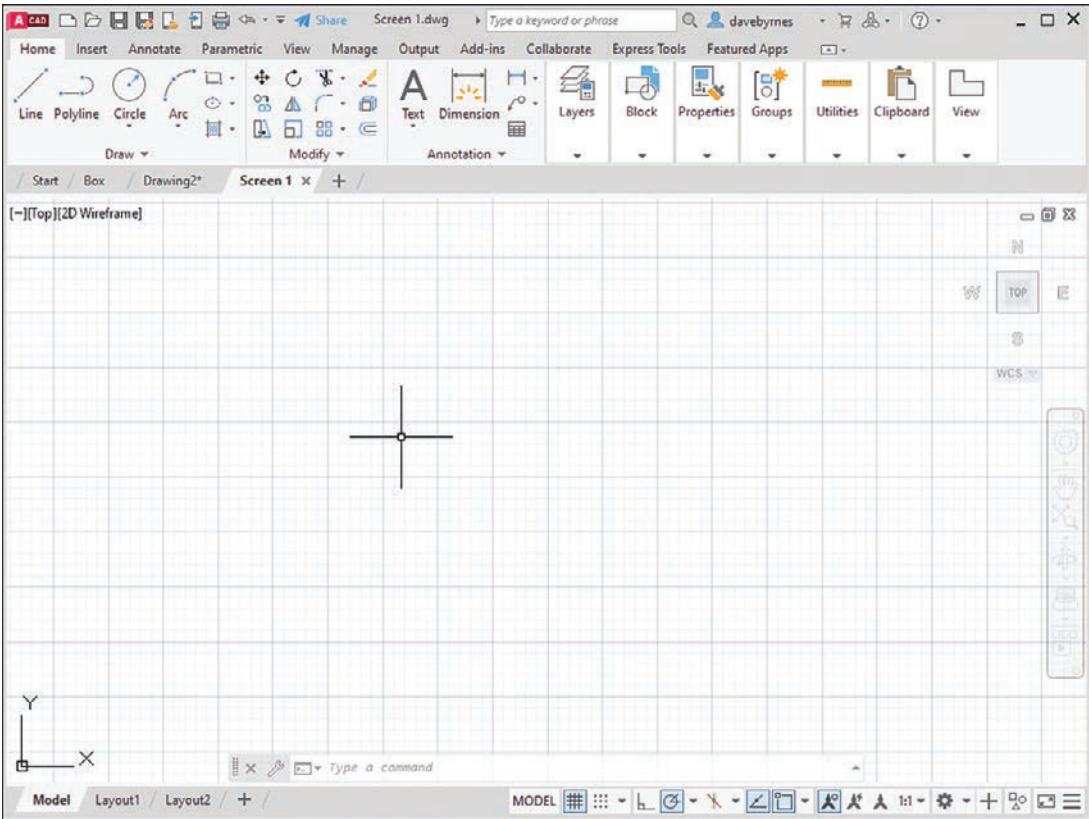 A CAD Share Screen 1.dwg Type a keyword or phrase davebyrnes
Home Insert Annotate Parametric View Manage Output Add-ins Collaborate Express Tools Featured Apps
Line Polyline Circle Arc Text Dimension Layers Block Properties Groups Utilities Clipboard View
Draw Modify Annotation
Start Box Drawing2* Screen 1
[−][Top][2D Wireframe]
N
W TOP E
S
WCS
Y
X
Type a command
Model Layout1 Layout2 MODEL 1:1